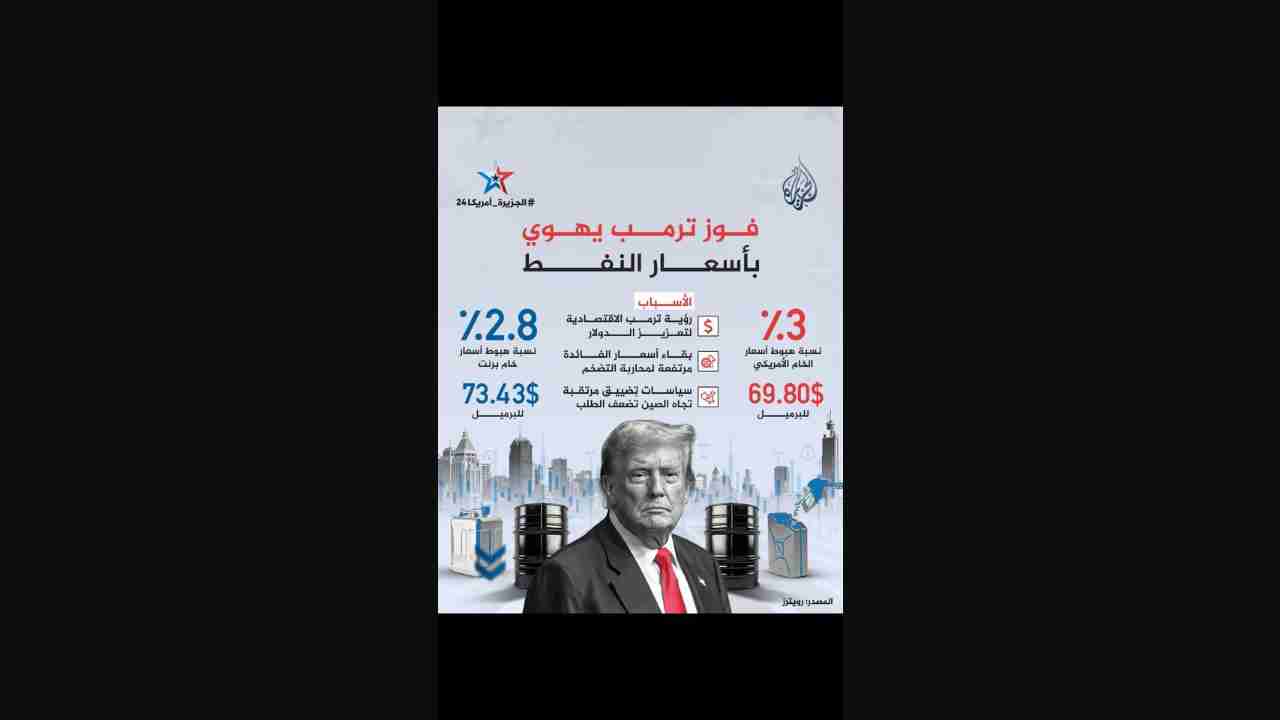 الجزيرة
#الجزيرة_أمريكا24
فوز ترمب يهوي
بأسعار النفط
الأسباب
رؤية ترمب الاقتصادية
لتعزيز الدولار
بقاء أسعار الفائدة
مرتفعة لمحاربة التضخم
سياسات تضييق مرتقبة
تجاه الصين تضعف الطلب
٪3
نسبة هبوط أسعار
الخام الأمريكي
69.80$
للبرميل
٪2.8
نسبة هبوط أسعار
خام برنت
73.43$
للبرميل
المصدر: رويترز